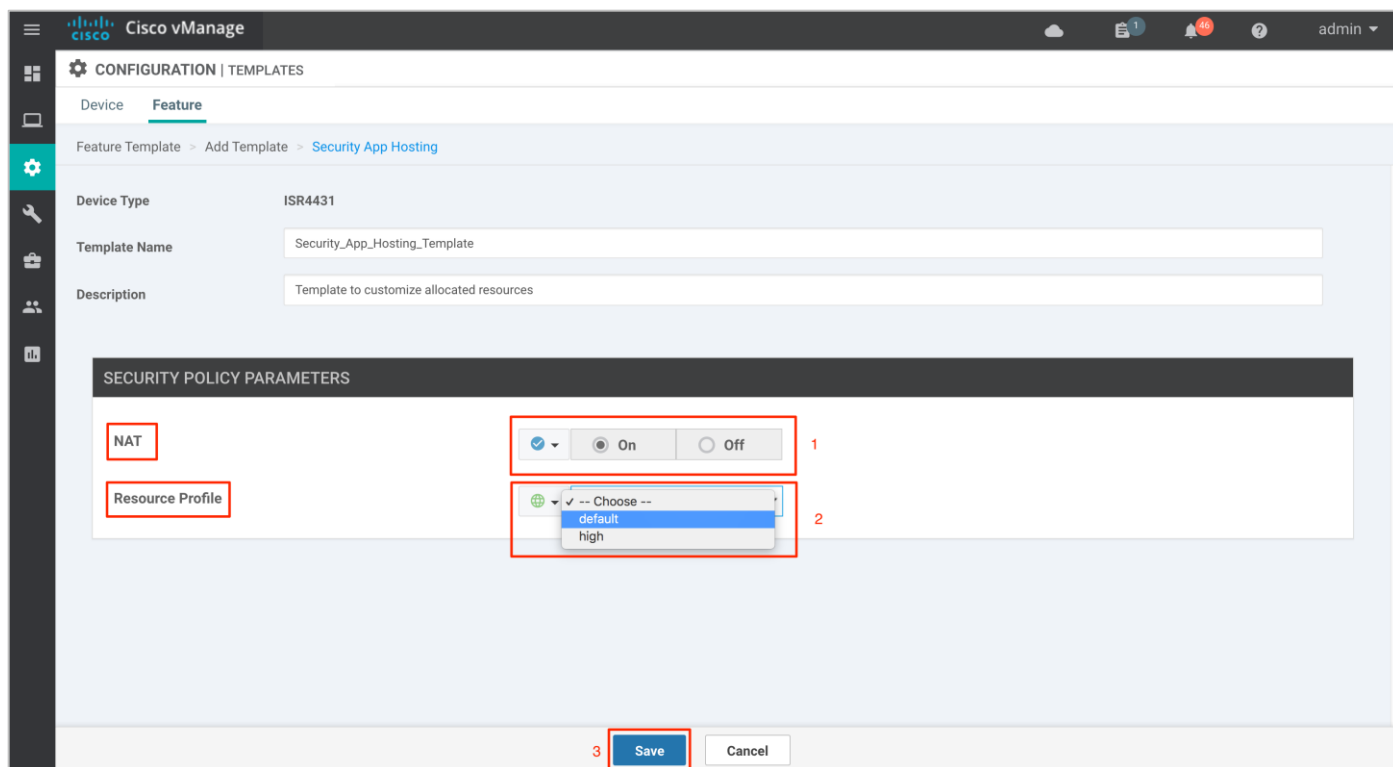 CISCO Cisco vManage 1 46 admin
CONFIGURATION | TEMPLATES
Device Feature
Feature Template > Add Template > Security App Hosting
Device Type ISR4431
Template Name Security_App_Hosting_Template
Description Template to customize allocated resources
SECURITY POLICY PARAMETERS
NAT On Off 1
Resource Profile ✓ -- Choose --
default 2
high
3 Save Cancel